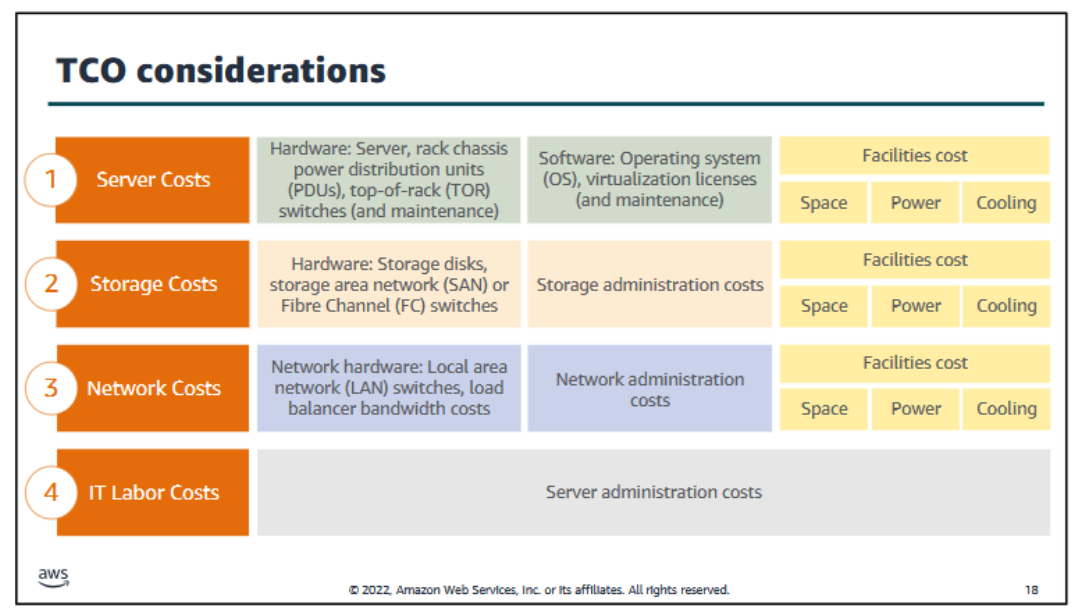 TCO considerations
1
Server Costs
Hardware: Server, rack chassis
power distribution units
(PDUs), top-of-rack (TOR)
switches (and maintenance)
Software: Operating system
(OS), virtualization licenses
(and maintenance)
Facilities cost
Space
Power
Cooling
2
Storage Costs
Hardware: Storage disks,
storage area network (SAN) or
Fibre Channel (FC) switches
Storage administration costs
Facilities cost
Space
Power
Cooling
3
Network Costs
Network hardware: Local area
network (LAN) switches, load
balancer bandwidth costs
Network administration
costs
Facilities cost
Space
Power
Cooling
4
IT Labor Costs
Server administration costs
aws
© 2022, Amazon Web Services, Inc. or its affiliates. All rights reserved.
18